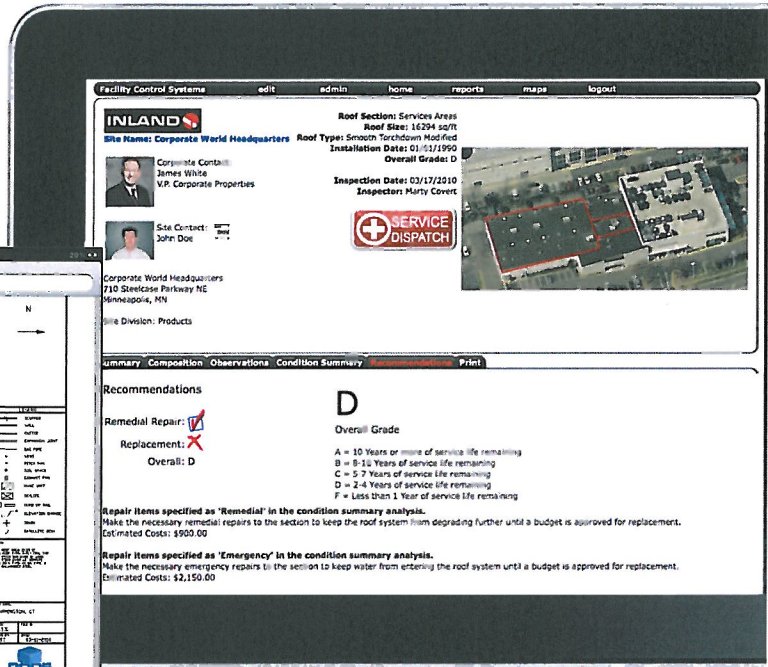 Facility Control Systems edit admin home reports maps logout
INLAND
Site Name: Corporate World Headquarters
Corporate Contact:
James White
V.P. Corporate Properties
Site Contact:
John Doe
Corporate World Headquarters
710 Steelcase Parkway NE
Minneapolis, MN
Site Division: Products
Roof Section: Services Areas
Roof Size: 16294 sq/ft
Roof Type: Smooth Torchdown Modified
Installation Date: 01/01/1990
Overall Grade: D
Inspection Date: 03/17/2010
Inspector: Marty Covert
SERVICE
DISPATCH
ummary Composition Observations Condition Summary Recommendations Print
Recommendations
Remedial Repair:
Replacement:
Overall: D
D
Overall Grade
A = 10 Years or more of service life remaining
B = 8-10 Years of service life remaining
C = 5-7 Years of service life remaining
D = 2-4 Years of service life remaining
F = Less than 1 Year of service life remaining
Repair items specified as 'Remedial' in the condition summary analysis.
Make the necessary remedial repairs to the section to keep the roof system from degrading further until a budget is approved for replacement.
Estimated Costs: $900.00
Repair items specified as 'Emergency' in the condition summary analysis.
Make the necessary emergency repairs to the section to keep water from entering the roof system until a budget is approved for replacement.
Estimated Costs: $2,150.00
N
LEGEND